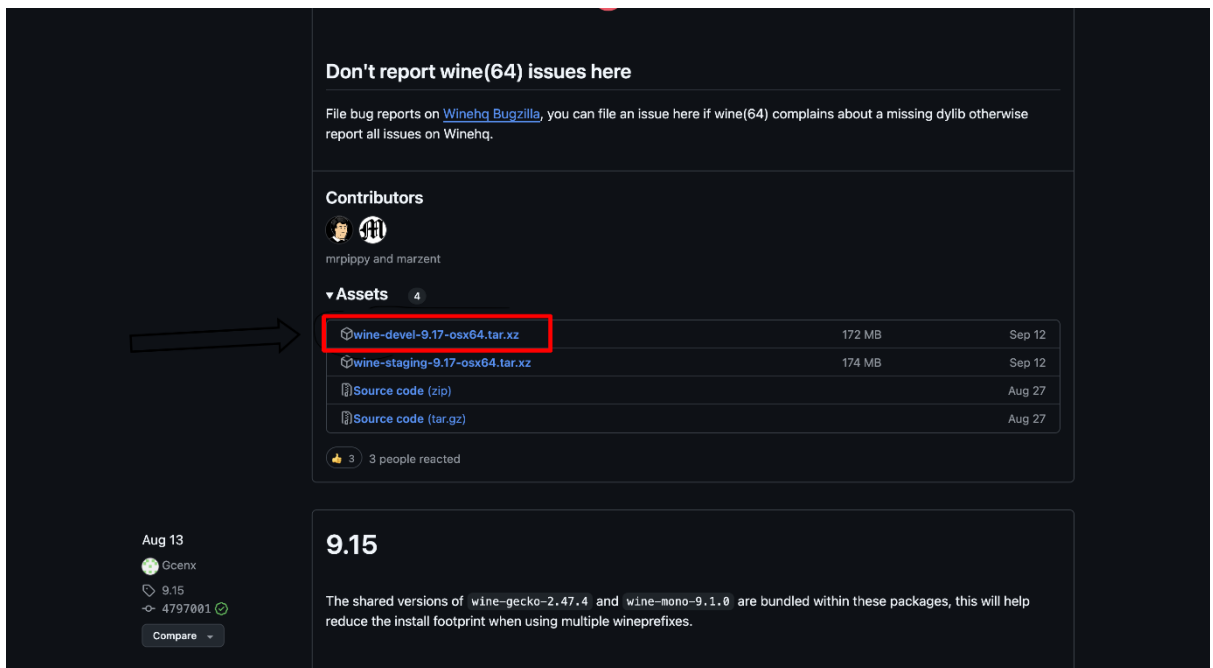 Don't report wine(64) issues here
File bug reports on Winehq Bugzilla, you can file an issue here if wine(64) complains about a missing dylib otherwise
report all issues on Winehq.
Contributors
mrpippy and marzent
Assets 4
wine-devel-9.17-osx64.tar.xz 172 MB Sep 12
wine-staging-9.17-osx64.tar.xz 174 MB Sep 12
Source code (zip) Aug 27
Source code (tar.gz) Aug 27
👍 3 3 people reacted
Aug 13
Gcenx
9.15
4797001
Compare
9.15
The shared versions of wine-gecko-2.47.4 and wine-mono-9.1.0 are bundled within these packages, this will help
reduce the install footprint when using multiple wineprefixes.